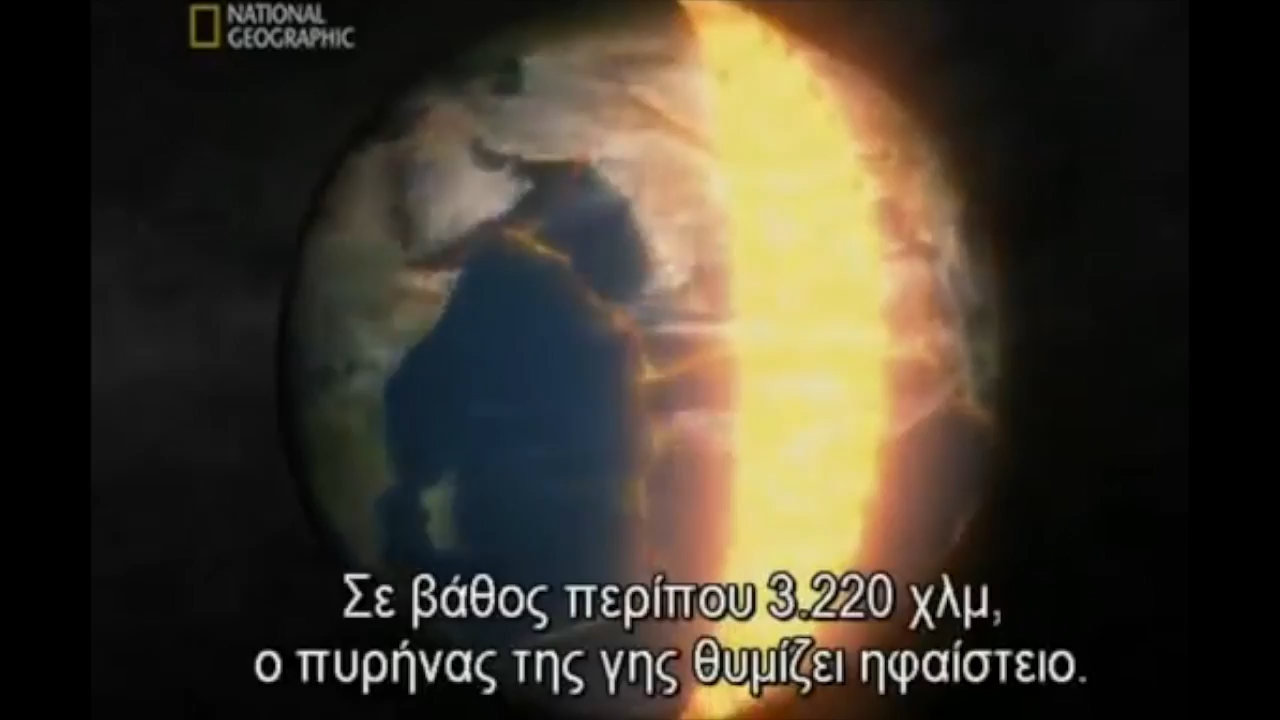 NATIONAL
GEOGRAPHIC
Σε βάθος περίπου 3.220 χλμ,
ο πυρήνας της γης θυμίζει ηφαίστειο.